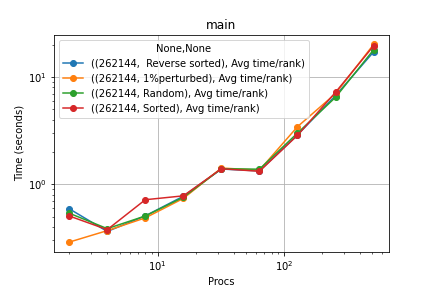 main
None,None
((262144,  Reverse sorted), Avg time/rank)
((262144, 1%perturbed), Avg time/rank)
((262144, Random), Avg time/rank)
((262144, Sorted), Avg time/rank)
Time (seconds)
10¹
10⁰
10¹
10²
Procs